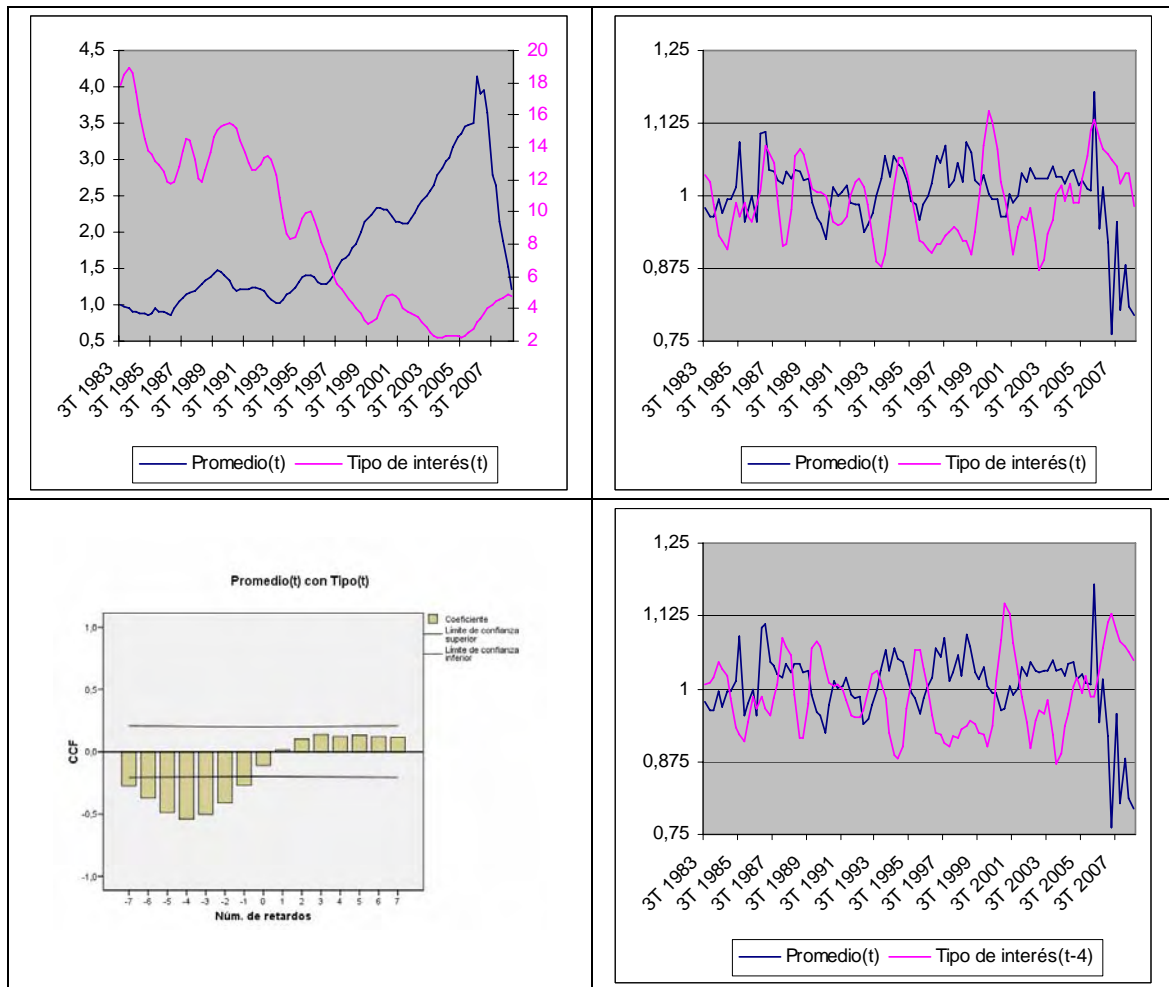 4,5
4,0
3,5
3,0
2,5
2,0
1,5
1,0
0,5
20
18
16
14
12
10
8
6
4
2
3T 1983
3T 1985
3T 1987
3T 1989
3T 1991
3T 1993
3T 1995
3T 1997
3T 1999
3T 2001
3T 2003
3T 2005
3T 2007
Promedio(t) Tipo de interés(t)
1,25
1,125
1
0,875
0,75
3T 1983
3T 1985
3T 1987
3T 1989
3T 1991
3T 1993
3T 1995
3T 1997
3T 1999
3T 2001
3T 2003
3T 2005
3T 2007
Promedio(t) Tipo de interés(t)
Promedio(t) con Tipo(t)
Coeficiente
Límite de confianza
superior
Límite de confianza
inferior
CCF
1,0
0,5
0,0
-0,5
-1,0
-7 -6 -5 -4 -3 -2 -1 0 1 2 3 4 5 6 7
Núm. de retardos
1,25
1,125
1
0,875
0,75
3T 1983
3T 1985
3T 1987
3T 1989
3T 1991
3T 1993
3T 1995
3T 1997
3T 1999
3T 2001
3T 2003
3T 2005
3T 2007
Promedio(t) Tipo de interés(t-4)